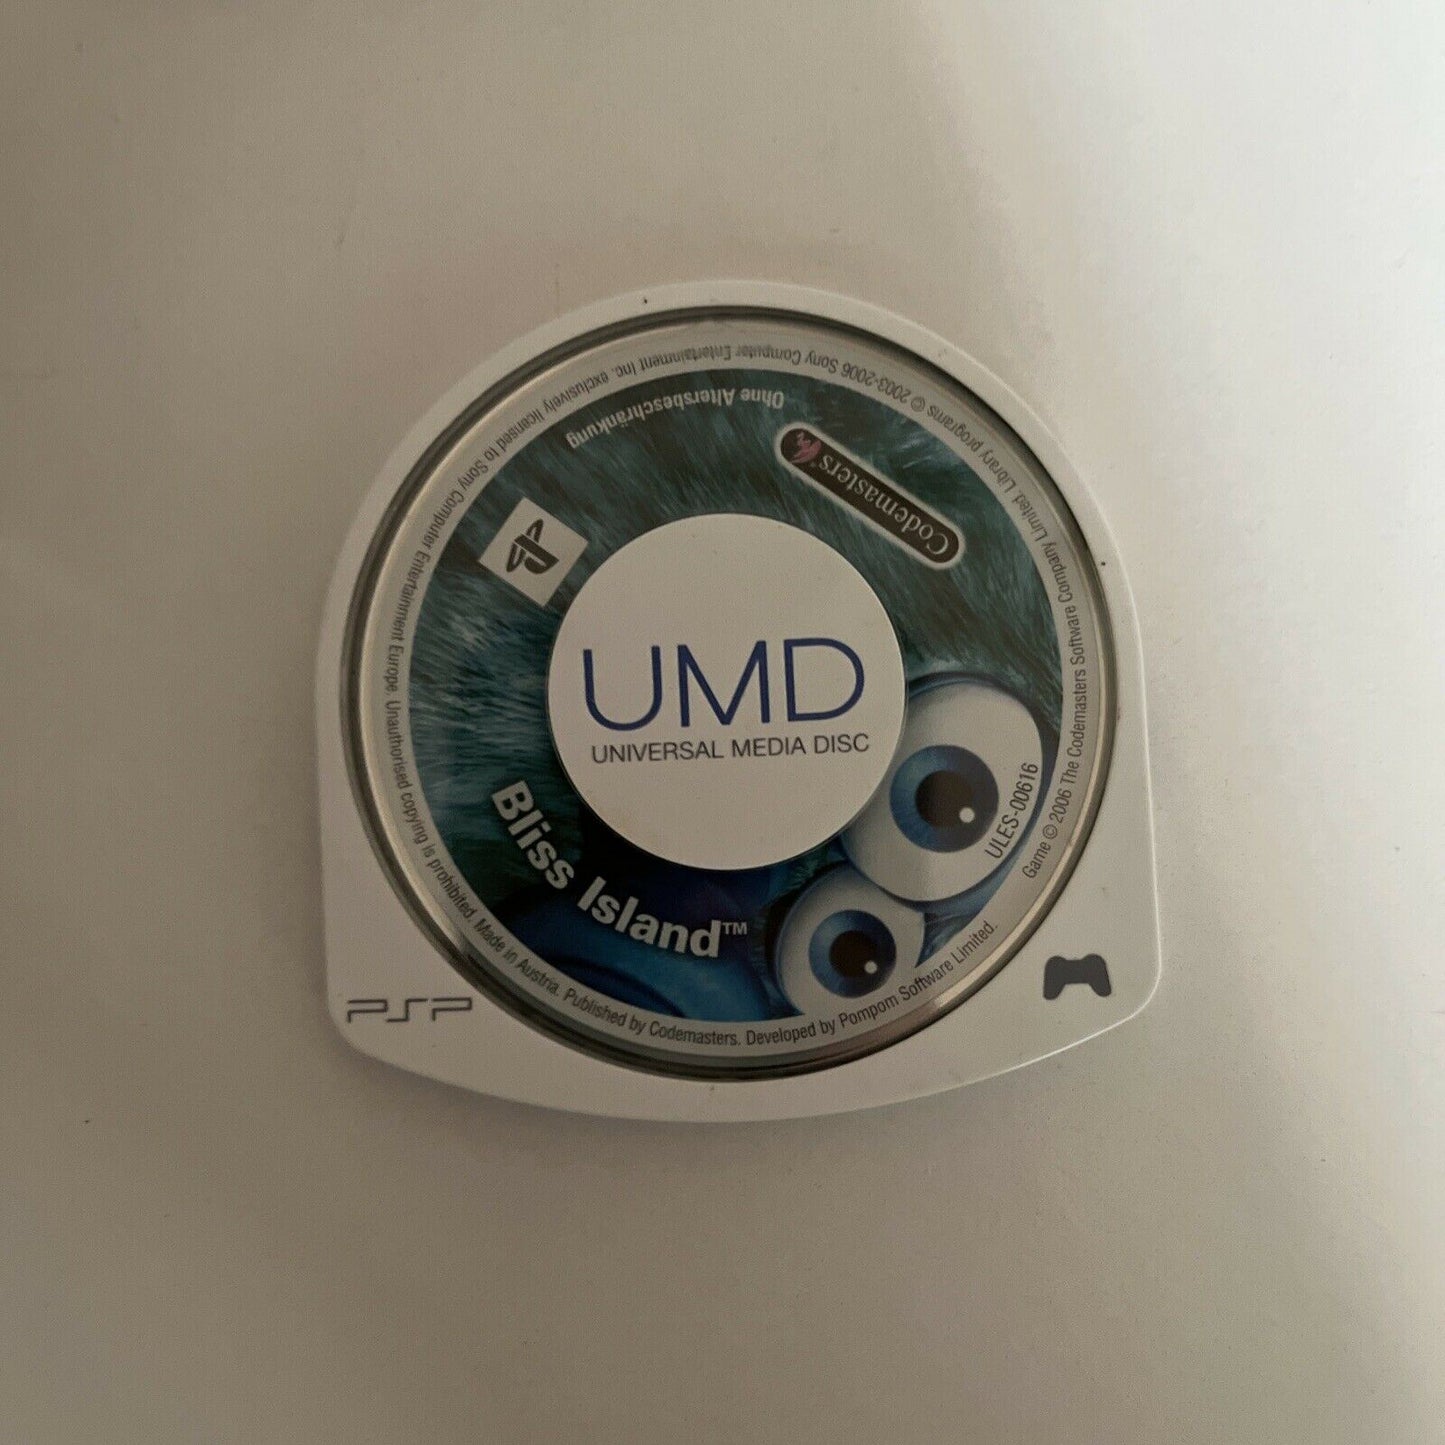 UMD
UNIVERSAL MEDIA DISC
Bliss Island™
ULES-00616
Codemasters
Ohne Altersbeschränkung
PSP
Library programs © 2003-2006 Sony Computer Entertainment Inc. exclusively licensed to Sony Computer Entertainment Europe. Unauthorised copying is prohibited. Made in Austria. Published by Codemasters. Developed by Pompom Software Limited.
Game © 2006 The Codemasters Software Company Limited.